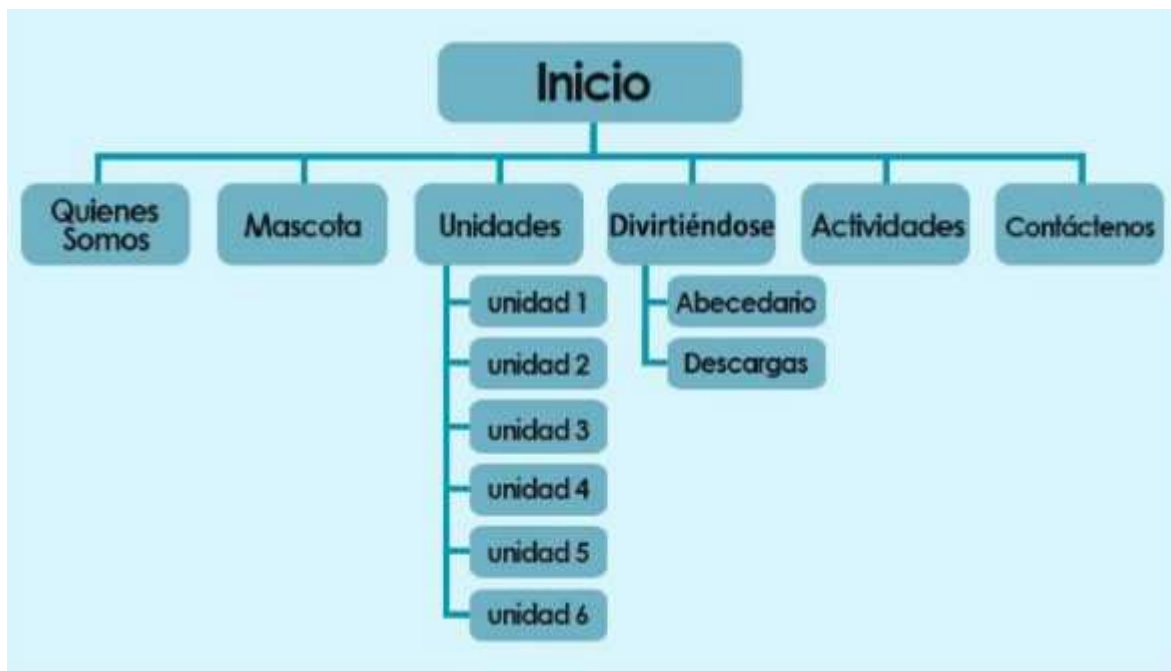 Inicio
Quienes
Somos
Mascota
Unidades
Divirtiéndose
Actividades
Contáctenos
unidad 1
unidad 2
unidad 3
unidad 4
unidad 5
unidad 6
Abecedario
Descargas